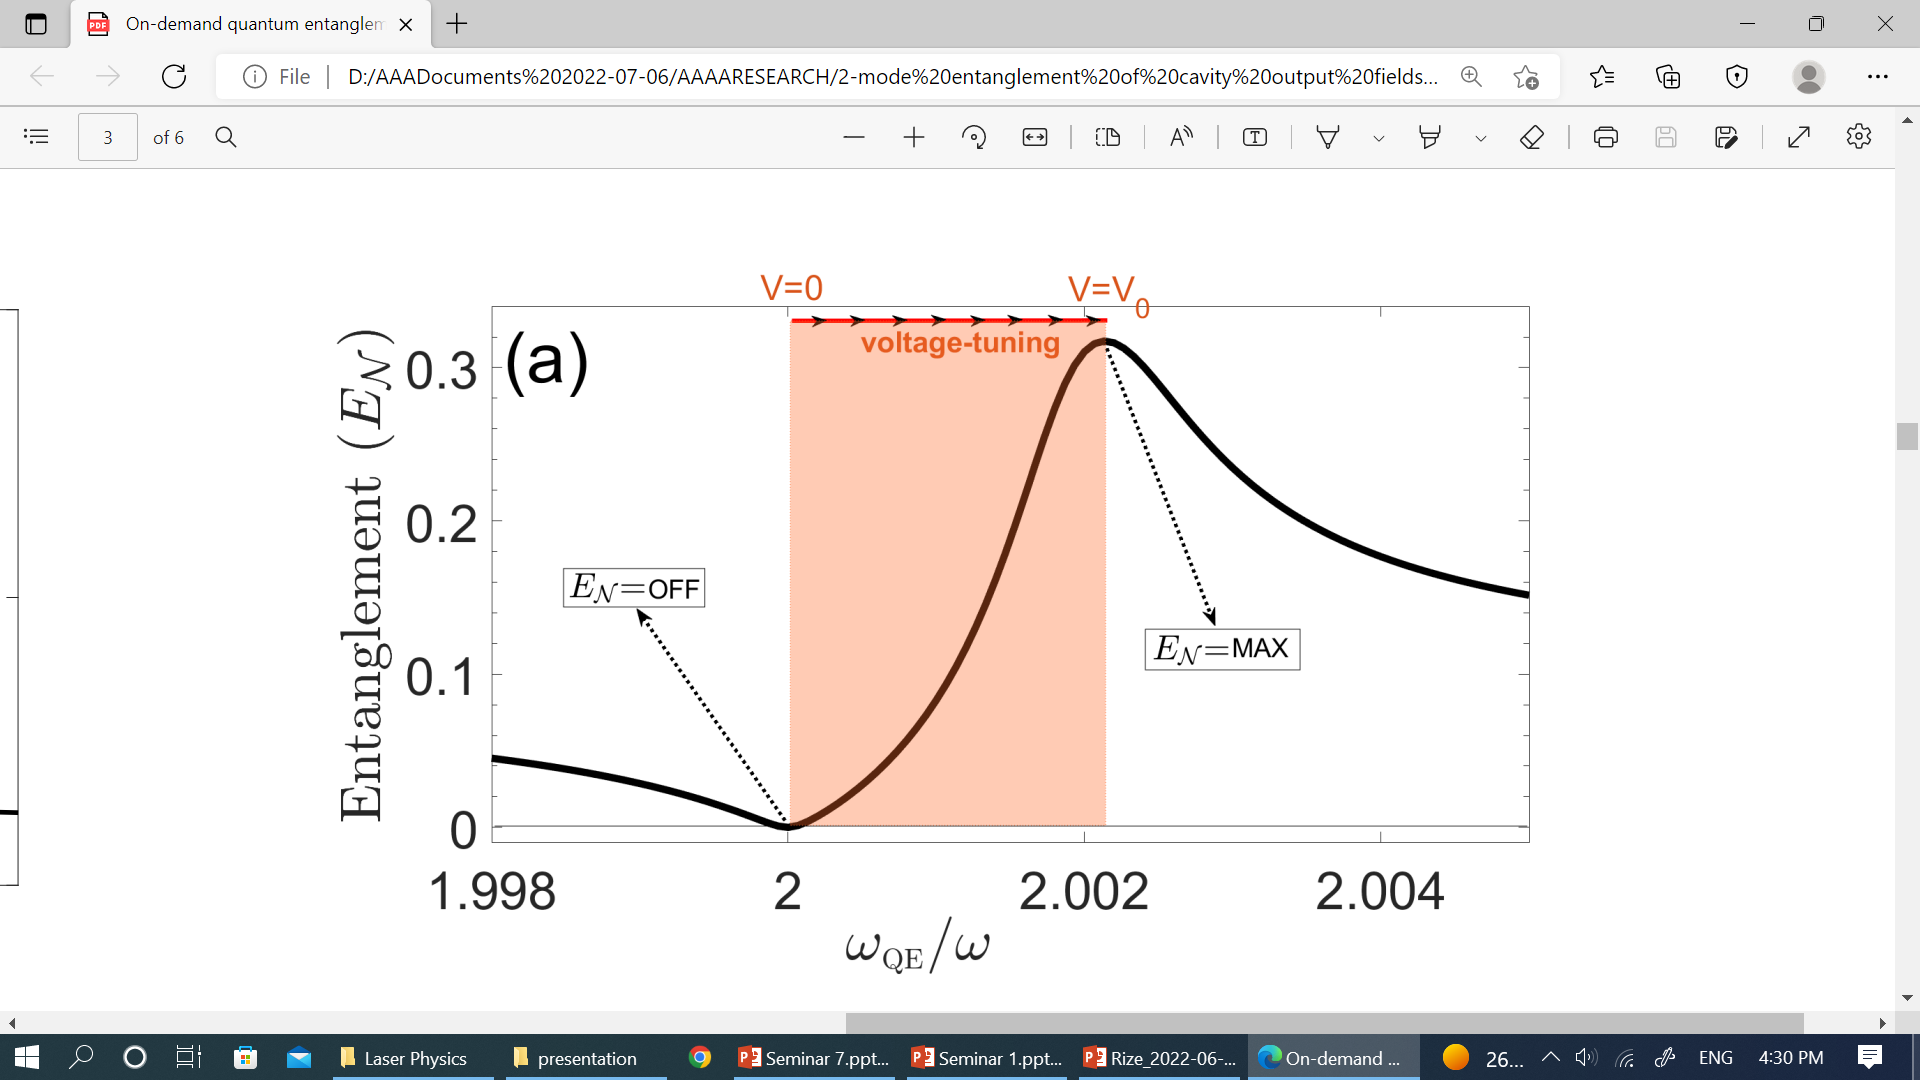 On-demand quantum entanglem
File
D:/AAADocuments%202022-07-06/AAAARESEARCH/2-mode%20entanglement%20of%20cavity%20output%20fields...
3 of 6
V=0
V=V₀
voltage-tuning
(a)
Entanglement (E𝒩)
0.3
0.2
0.1
0
E𝒩=OFF
E𝒩=MAX
1.998
2
2.002
2.004
ω_QE/ω
Laser Physics
presentation
Seminar 7.ppt...
Seminar 1.ppt...
Rize_2022-06-...
On-demand ...
26...
ENG
4:30 PM